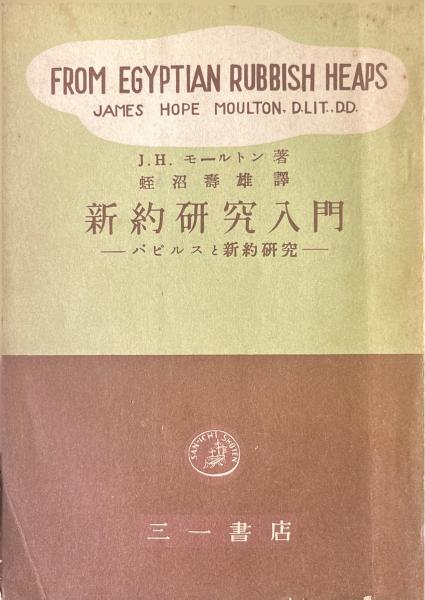 FROM EGYPTIAN RUBBISH HEAPS
JAMES HOPE MOULTON. D.LIT., DD.
J.H. モールトン 著
蛭沼壽雄譯
新約研究入門
―パピルスと新約研究―
SAN-ICHI SHOTEN
三一書店